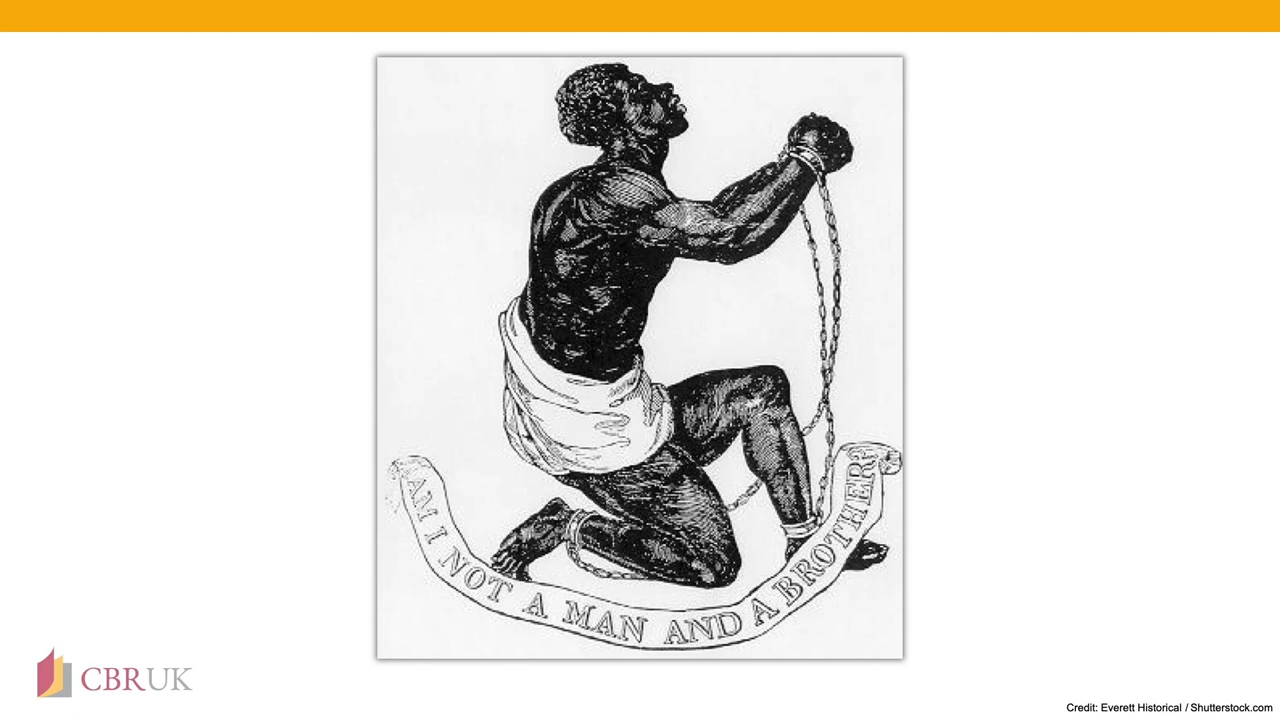 AM I NOT A MAN AND A BROTHER?
CBRUK
Credit: Everett Historical / Shutterstock.com